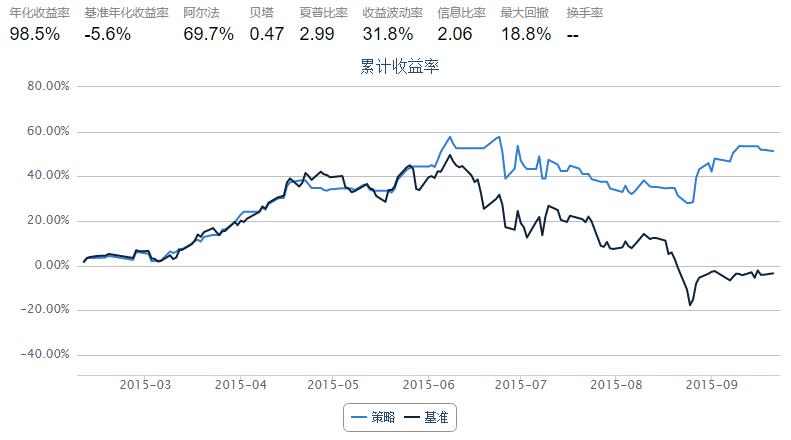 年化收益率 基准年化收益率 阿尔法 贝塔 夏普比率 收益波动率 信息比率 最大回撤 换手率
98.5% -5.6% 69.7% 0.47 2.99 31.8% 2.06 18.8% --
累计收益率
80.00%
60.00%
40.00%
20.00%
0.00%
-20.00%
-40.00%
2015-03 2015-04 2015-05 2015-06 2015-07 2015-08 2015-09
策略 基准